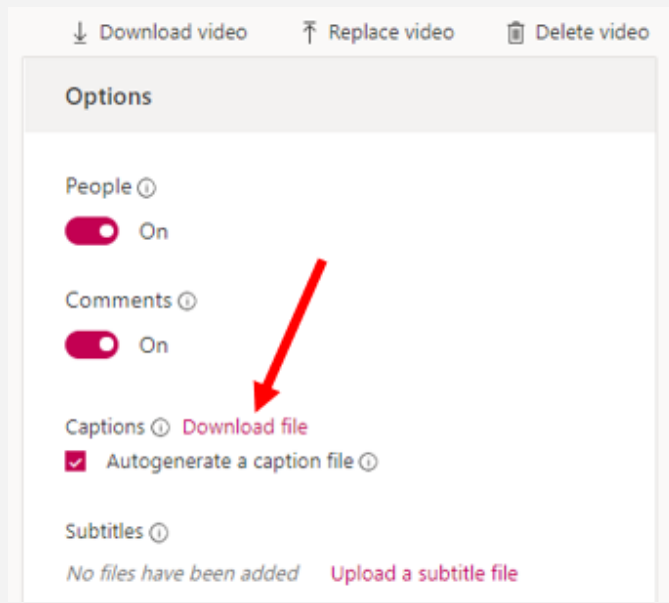 Download video Replace video Delete video
Options
People
On
Comments
On
Captions Download file
Autogenerate a caption file
Subtitles
No files have been added Upload a subtitle file